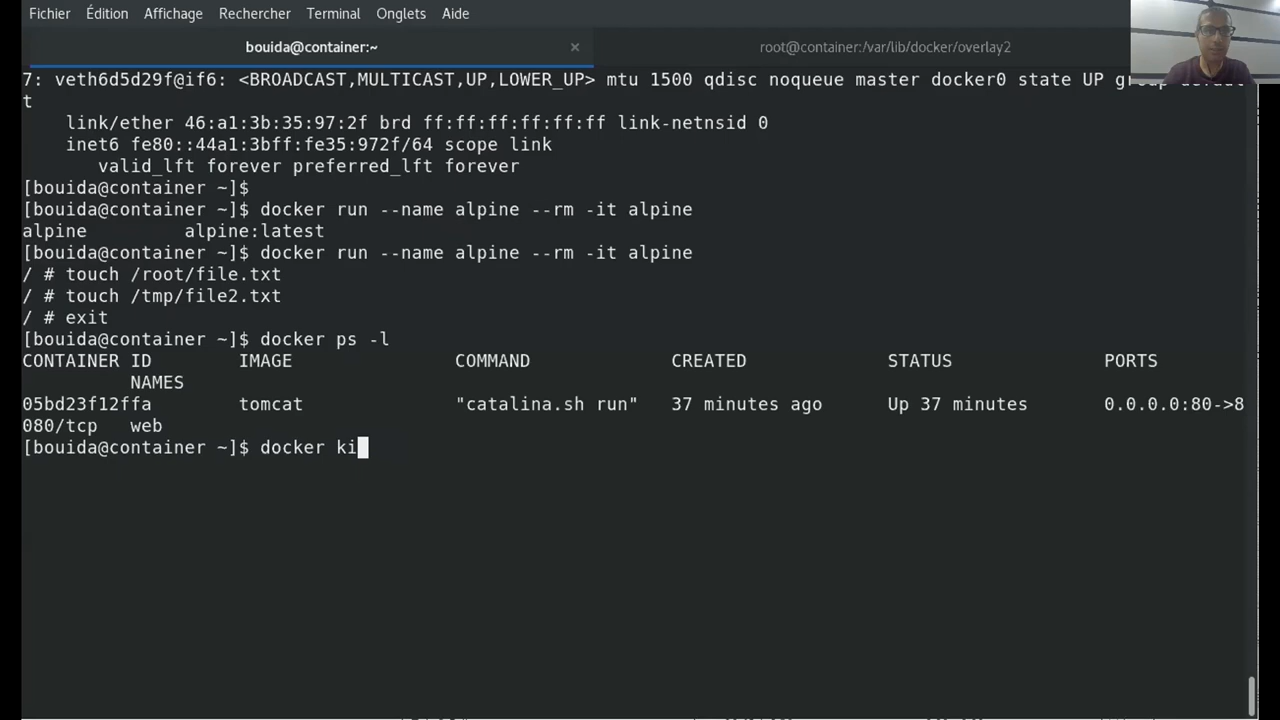 Fichier Édition Affichage Rechercher Terminal Onglets Aide
bouida@container:~ × root@container:/var/lib/docker/overlay2
7: veth6d5d29f@if6: <BROADCAST,MULTICAST,UP,LOWER_UP> mtu 1500 qdisc noqueue master docker0 state UP group defaul
t
link/ether 46:a1:3b:35:97:2f brd ff:ff:ff:ff:ff:ff link-netnsid 0
inet6 fe80::44a1:3bff:fe35:972f/64 scope link
valid_lft forever preferred_lft forever
[bouida@container ~]$
[bouida@container ~]$ docker run --name alpine --rm -it alpine
alpine alpine:latest
[bouida@container ~]$ docker run --name alpine --rm -it alpine
/ # touch /root/file.txt
/ # touch /tmp/file2.txt
/ # exit
[bouida@container ~]$ docker ps -l
CONTAINER ID IMAGE COMMAND CREATED STATUS PORTS
NAMES
05bd23f12ffa tomcat "catalina.sh run" 37 minutes ago Up 37 minutes 0.0.0.0:80->8
080/tcp web
[bouida@container ~]$ docker ki